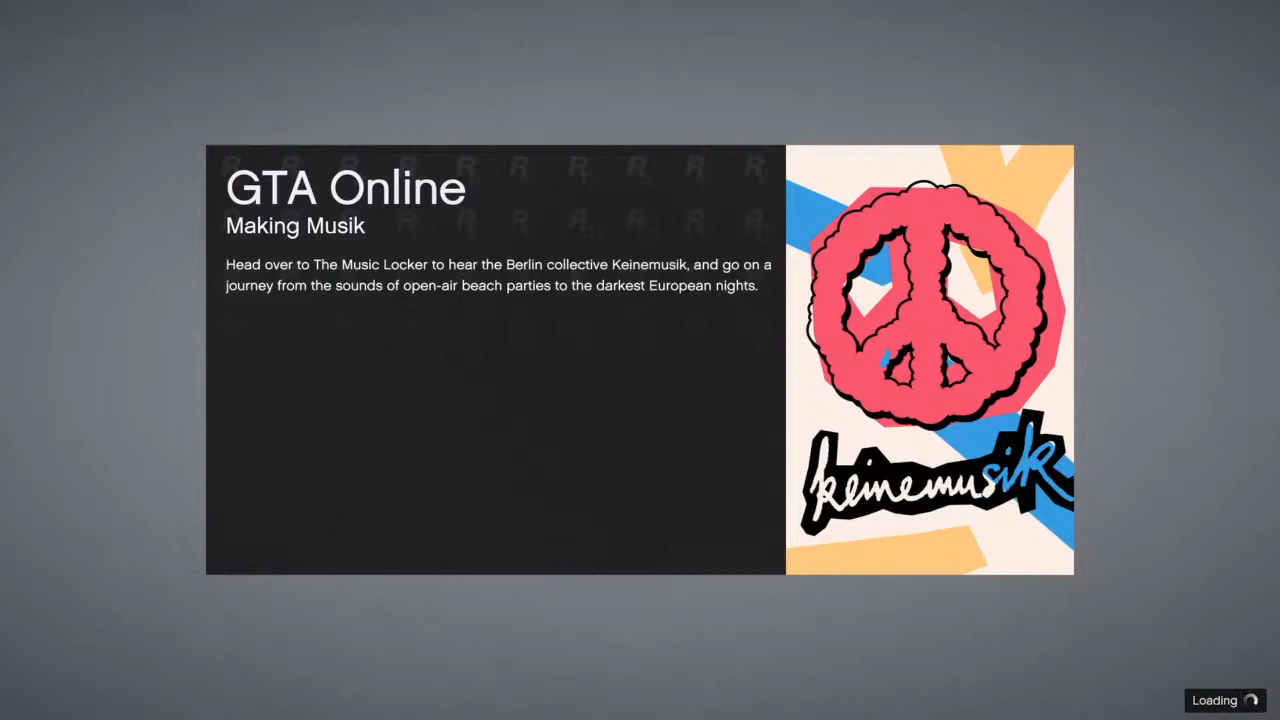 GTA Online
Making Musik
Head over to The Music Locker to hear the Berlin collective Keinemusik, and go on a
journey from the sounds of open-air beach parties to the darkest European nights.
keinemusik
Loading